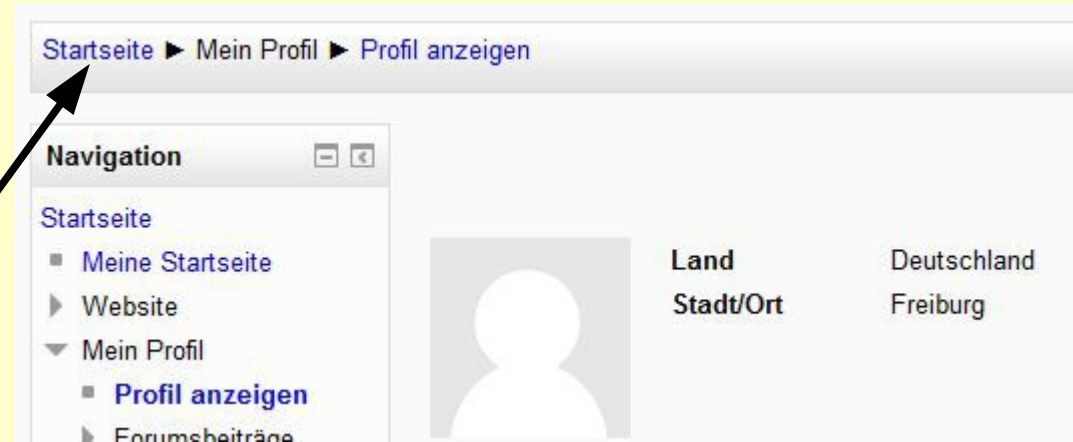 Startseite ► Mein Profil ► Profil anzeigen
Navigation
Startseite
Meine Startseite
Website
Mein Profil
Profil anzeigen
Forumsbeiträge
Land Deutschland
Stadt/Ort Freiburg